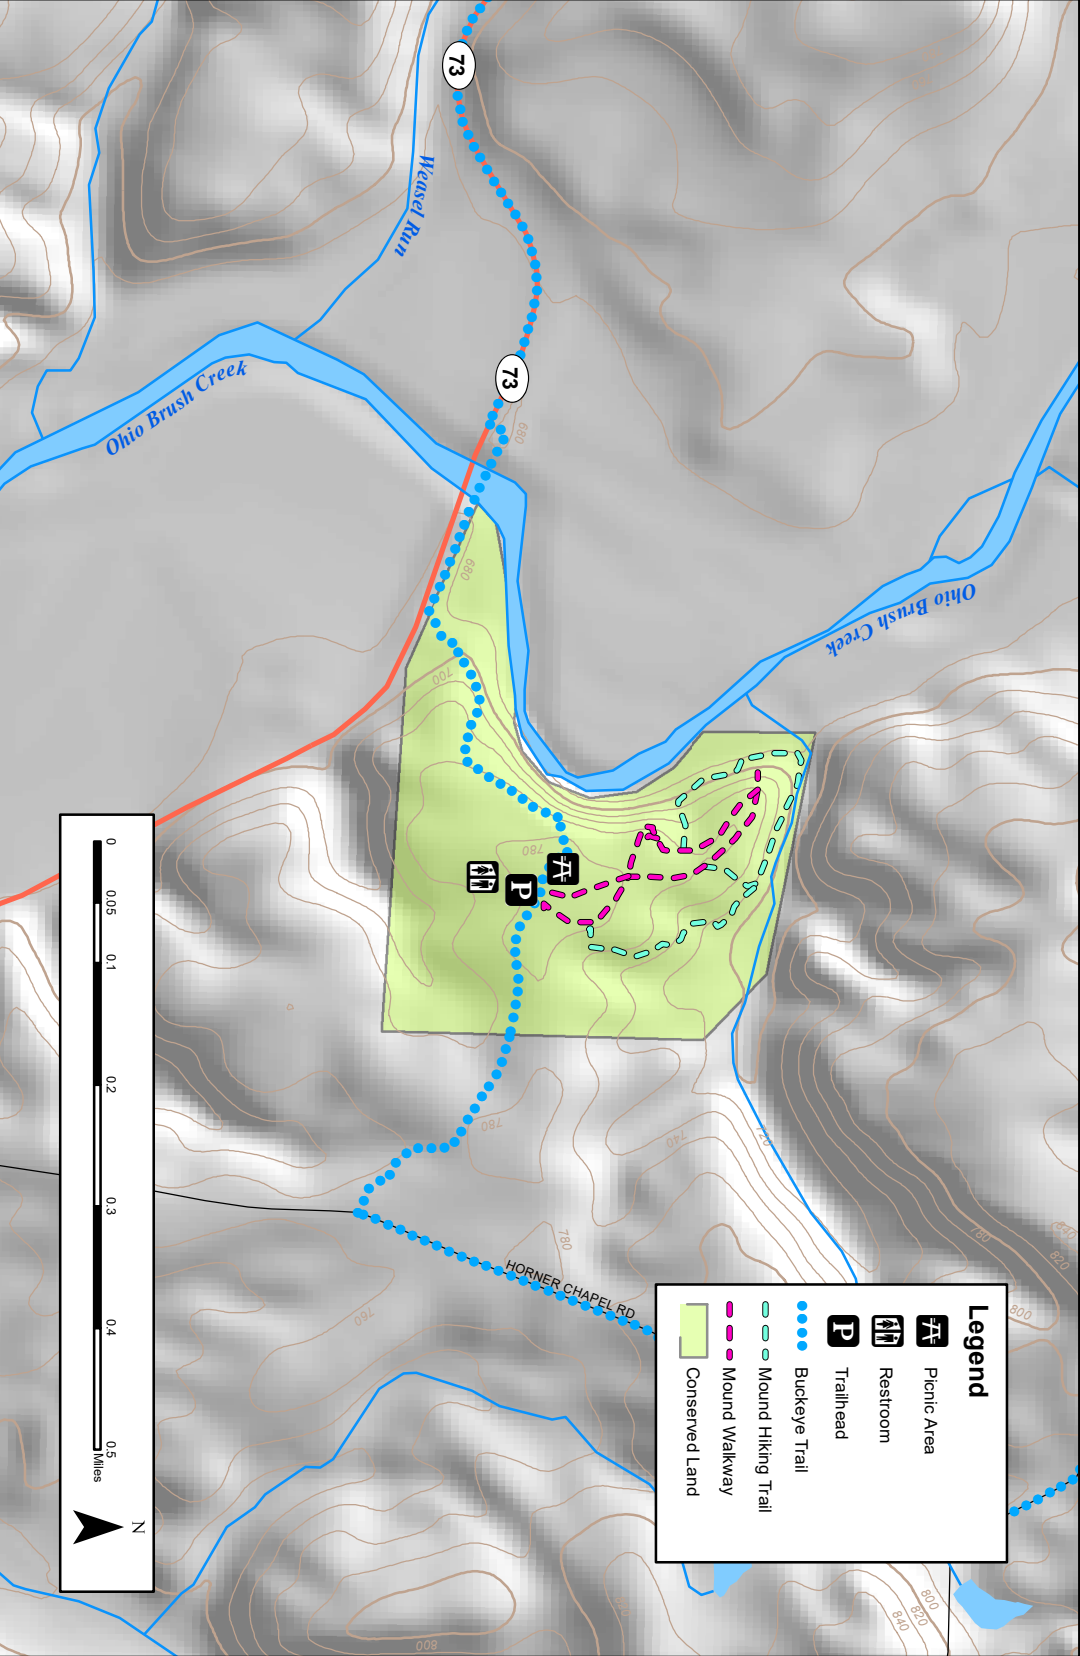 73
Weasel Run
Ohio Brush Creek
73
680
680
700
Ohio Brush Creek
780
P
780
740
720
780
HORNER CHAPEL RD
760
780
840
820
800
Legend
Picnic Area
Restroom
P Trailhead
Buckeye Trail
Mound Hiking Trail
Mound Walkway
Conserved Land
0 0.05 0.1 0.2 0.3 0.4 0.5
Miles
N
800
820
840
800